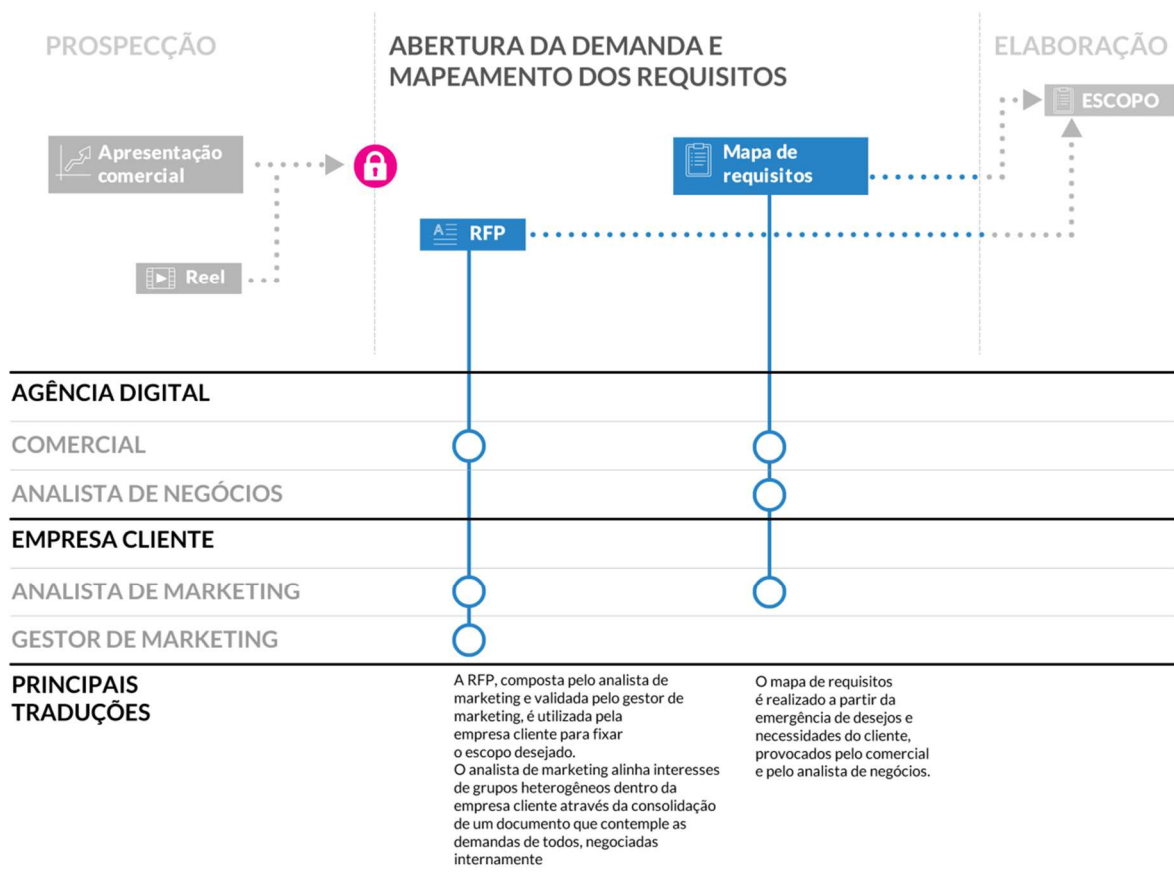 PROSPECÇÃO
ABERTURA DA DEMANDA E
MAPEAMENTO DOS REQUISITOS
ELABORAÇÃO
ESCOPO
Apresentação
comercial
Mapa de
requisitos
RFP
Reel
AGÊNCIA DIGITAL
COMERCIAL
ANALISTA DE NEGÓCIOS
EMPRESA CLIENTE
ANALISTA DE MARKETING
GESTOR DE MARKETING
PRINCIPAIS
TRADUÇÕES
A RFP, composta pelo analista de
marketing e validada pelo gestor de
marketing, é utilizada pela
empresa cliente para fixar
o escopo desejado.
O analista de marketing alinha interesses
de grupos heterogêneos dentro da
empresa cliente através da consolidação
de um documento que contemple as
demandas de todos, negociadas
internamente
O mapa de requisitos
é realizado a partir da
emergência de desejos e
necessidades do cliente,
provocados pelo comercial
e pelo analista de negócios.